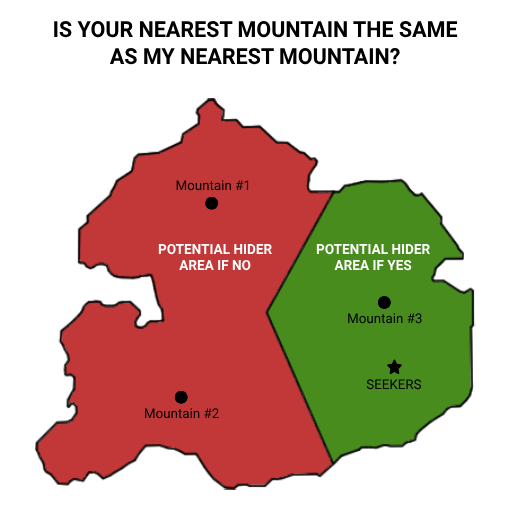 IS YOUR NEAREST MOUNTAIN THE SAME
AS MY NEAREST MOUNTAIN?
Mountain #1
POTENTIAL HIDER
AREA IF NO
POTENTIAL HIDER
AREA IF YES
Mountain #3
SEEKERS
Mountain #2